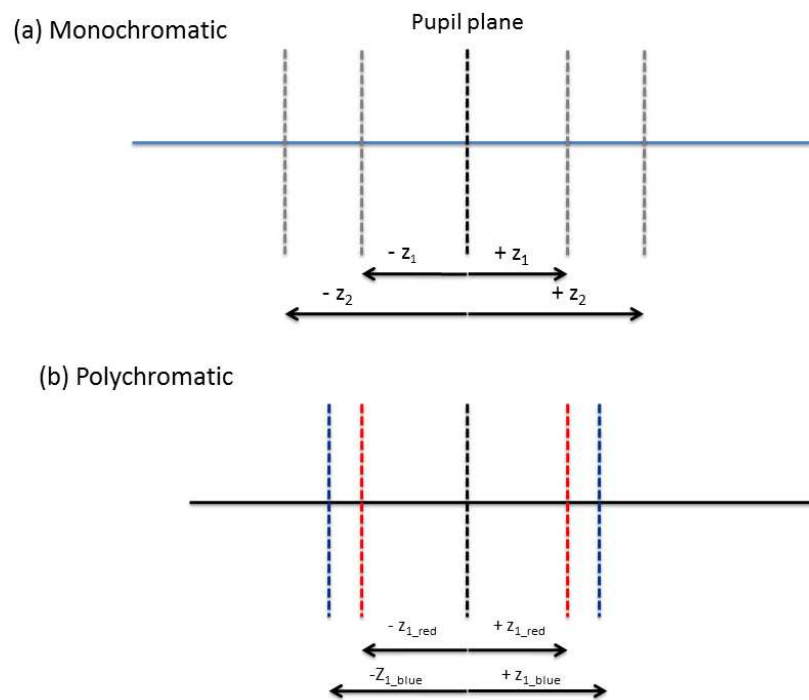 (a) Monochromatic
Pupil plane
- z₁
+ z₁
- z₂
+ z₂
(b) Polychromatic
- z₁_red
+ z₁_red
-Z₁_blue
+ z₁_blue